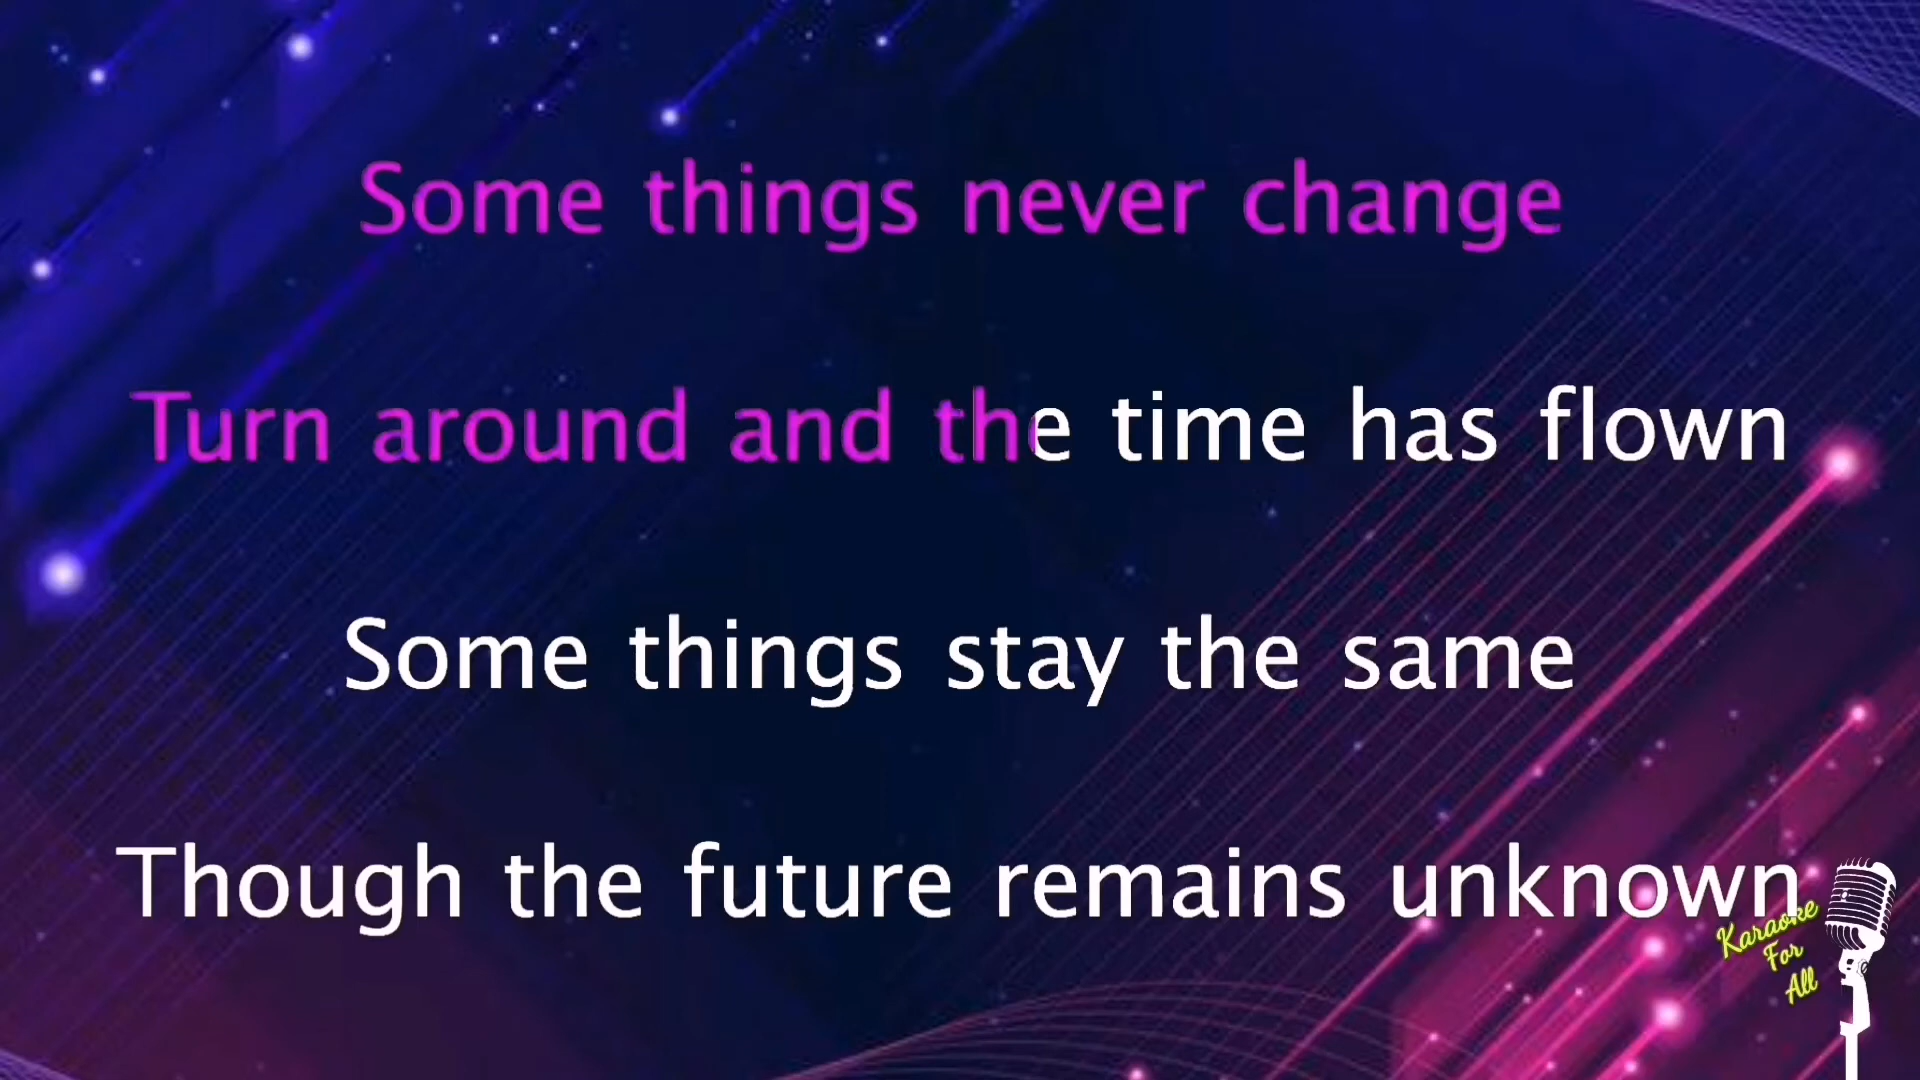 Some things never change
Turn around and the time has flown
Some things stay the same
Though the future remains unknown
Karaoke
For
All